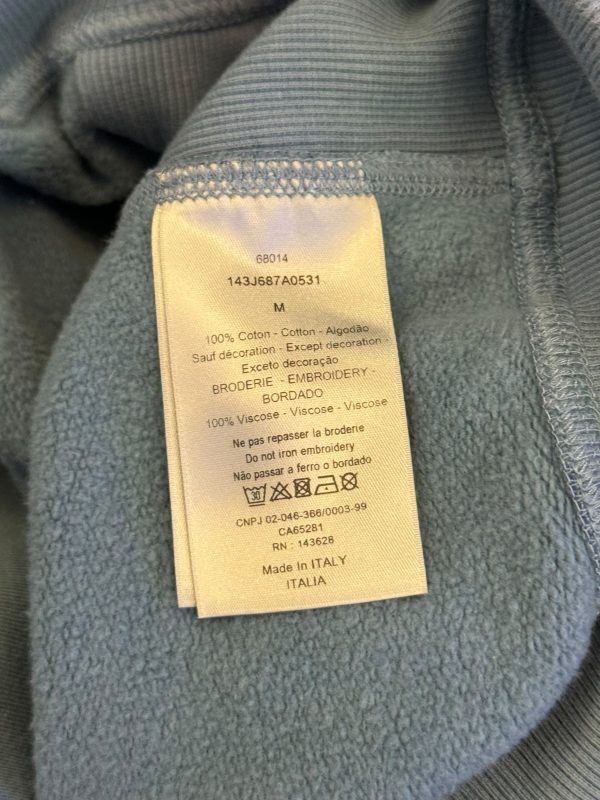 68014
143J687A0531
M
100% Coton - Cotton - Algodão
Sauf décoration - Except decoration -
Exceto decoração
BRODERIE - EMBROIDERY -
BORDADO
100% Viscose - Viscose - Viscose
Ne pas repasser la broderie
Do not iron embroidery
Não passar a ferro o bordado
30
CNPJ 02-046-366/0003-99
CA65281
RN : 143628
Made In ITALY
ITALIA